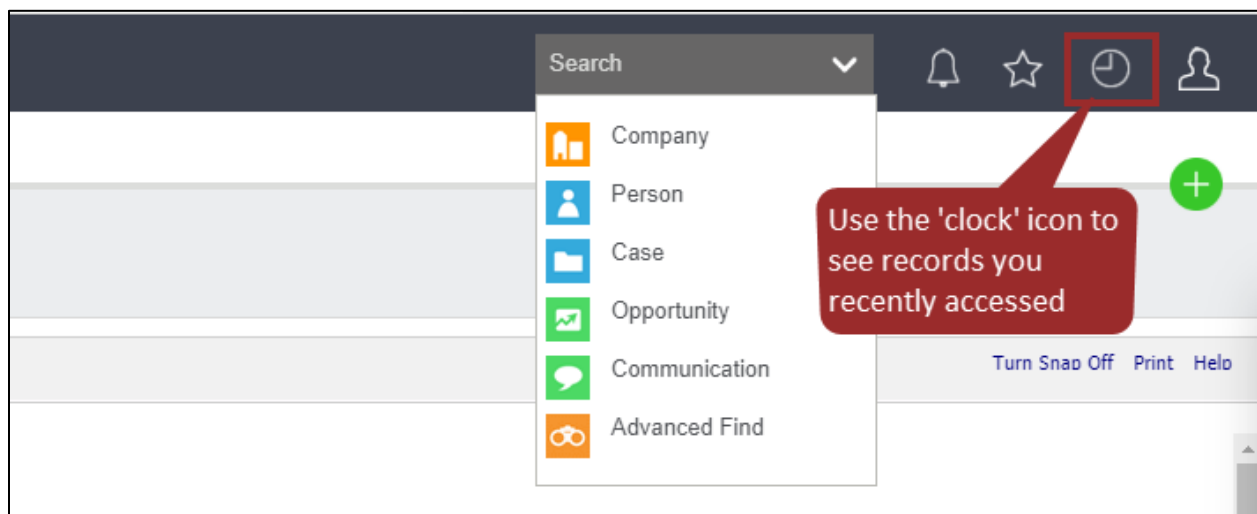 Search
Company
Person
Case
Opportunity
Communication
Advanced Find
Use the 'clock' icon to
see records you
recently accessed
Turn Snap Off Print Help